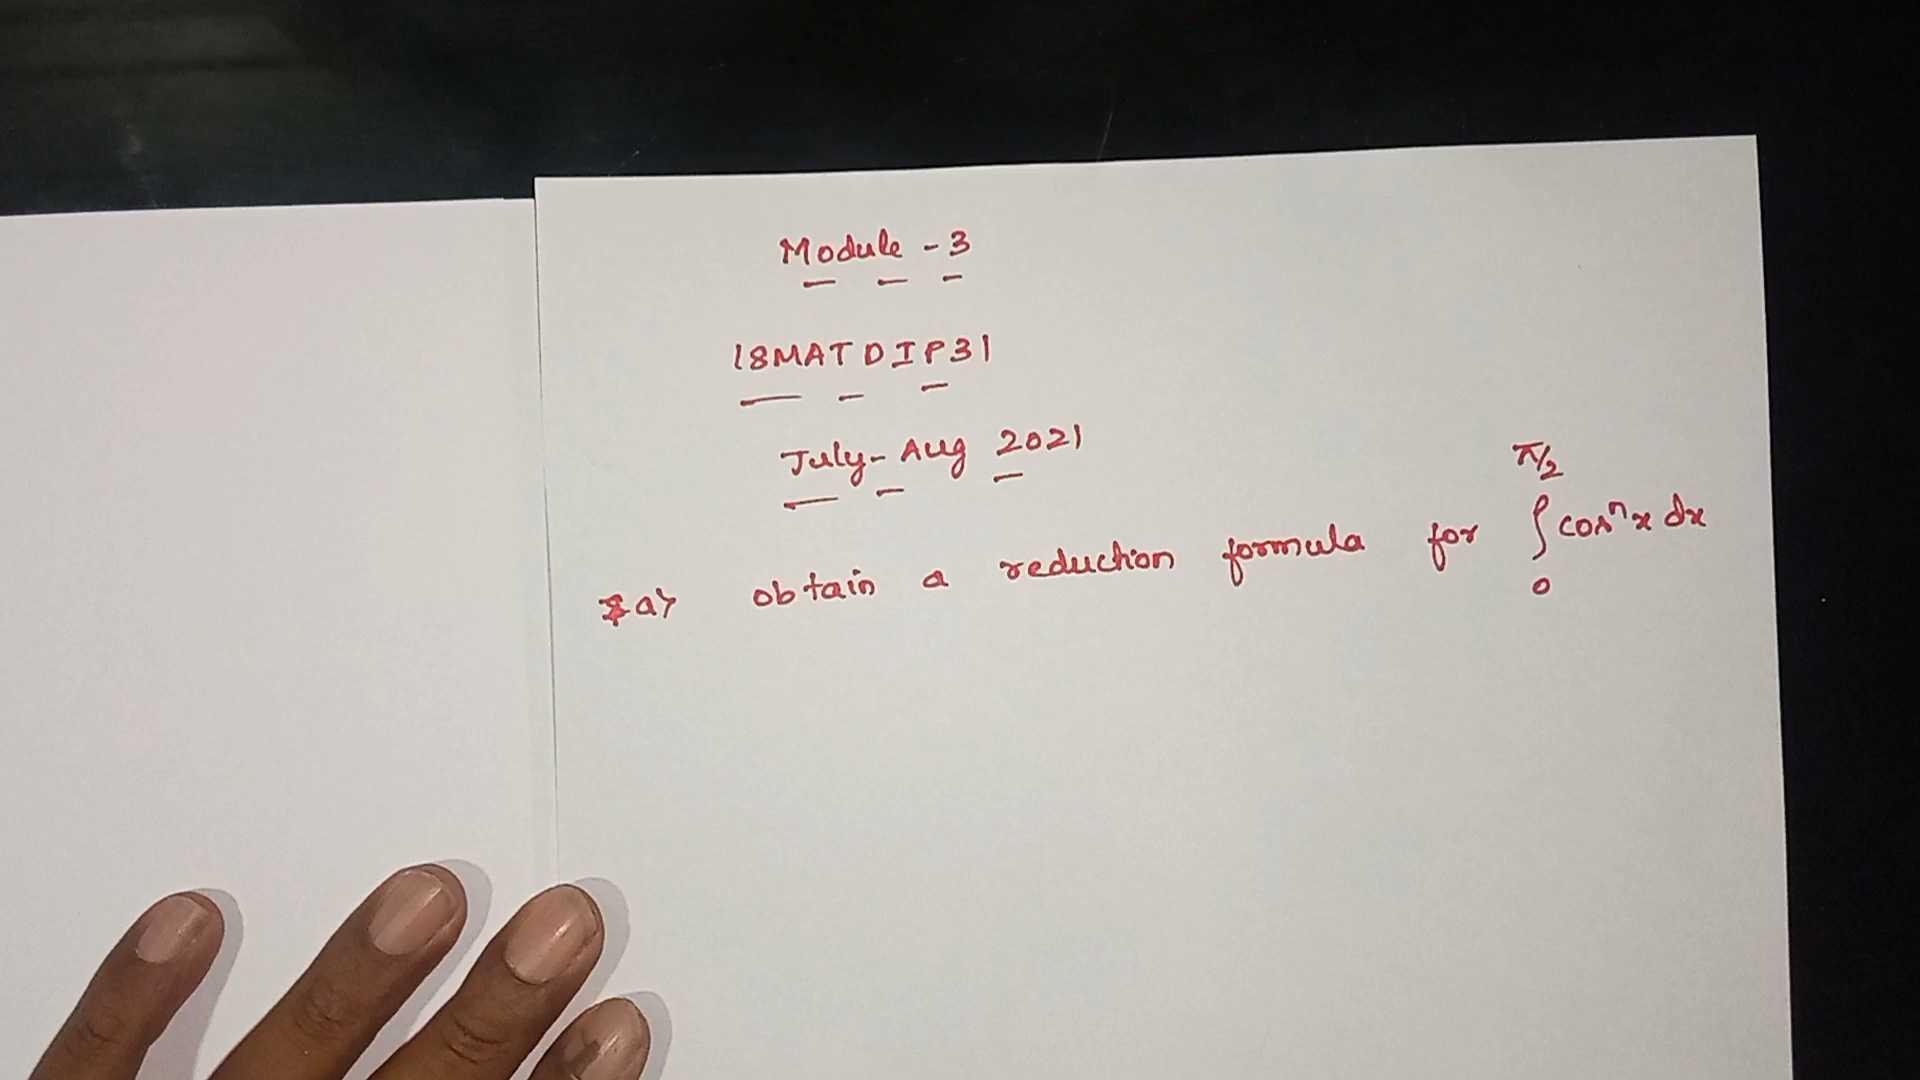 Module - 3
18MATDIP31
July - Aug 2021
a) obtain a reduction formula for ∫₀^(π/2) cosⁿx dx